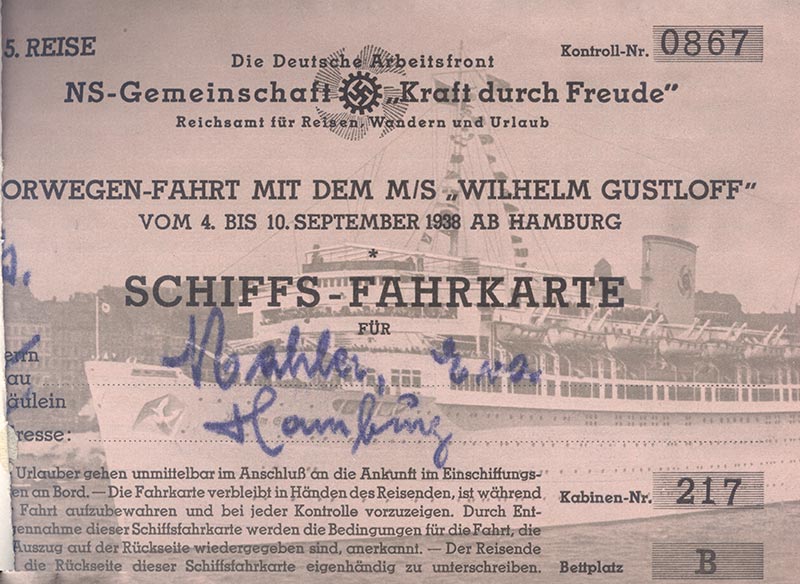 5. REISE
Kontroll-Nr. 0867
Die Deutsche Arbeitsfront
NS-Gemeinschaft „Kraft durch Freude"
Reichsamt für Reisen, Wandern und Urlaub
ORWEGEN-FAHRT MIT DEM M/S „WILHELM GUSTLOFF"
VOM 4. BIS 10. SEPTEMBER 1938 AB HAMBURG
*
SCHIFFS-FAHRKARTE
FÜR
errn
au
äulein
Mahler, Eva.
resse:
Hamburg
Urlauber gehen unmittelbar im Anschluß an die Ankunft im Einschiffungs-
en an Bord. — Die Fahrkarte verbleibt in Händen des Reisenden, ist während
Fahrt aufzubewahren und bei jeder Kontrolle vorzuzeigen. Durch Ent-
gennahme dieser Schiffsfahrkarte werden die Bedingungen für die Fahrt, die
Auszug auf der Rückseite wiedergegeben sind, anerkannt. — Der Reisende
die Rückseite dieser Schiffsfahrkarte eigenhändig zu unterschreiben.
Kabinen-Nr. 217
Bettplatz B